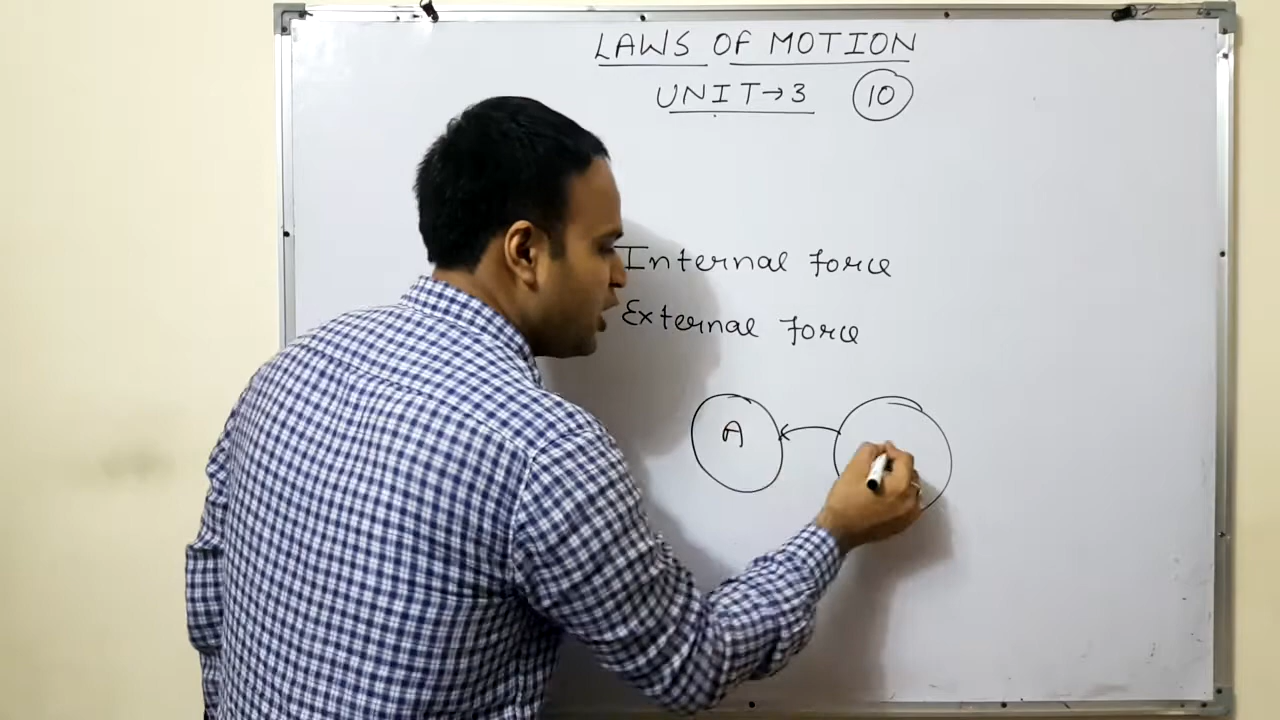 LAWS OF MOTION
UNIT→3 10
Internal force
External force
A